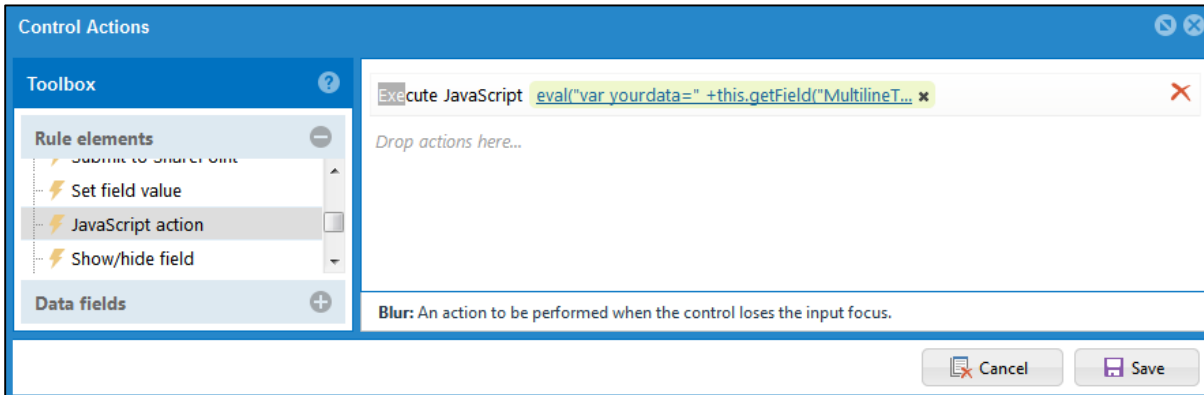 Control Actions
Toolbox
Rule elements
Submit to SharePoint
Set field value
JavaScript action
Show/hide field
Data fields
Execute JavaScript eval("var yourdata=" +this.getField("MultilineT...
Drop actions here...
Blur: An action to be performed when the control loses the input focus.
Cancel
Save